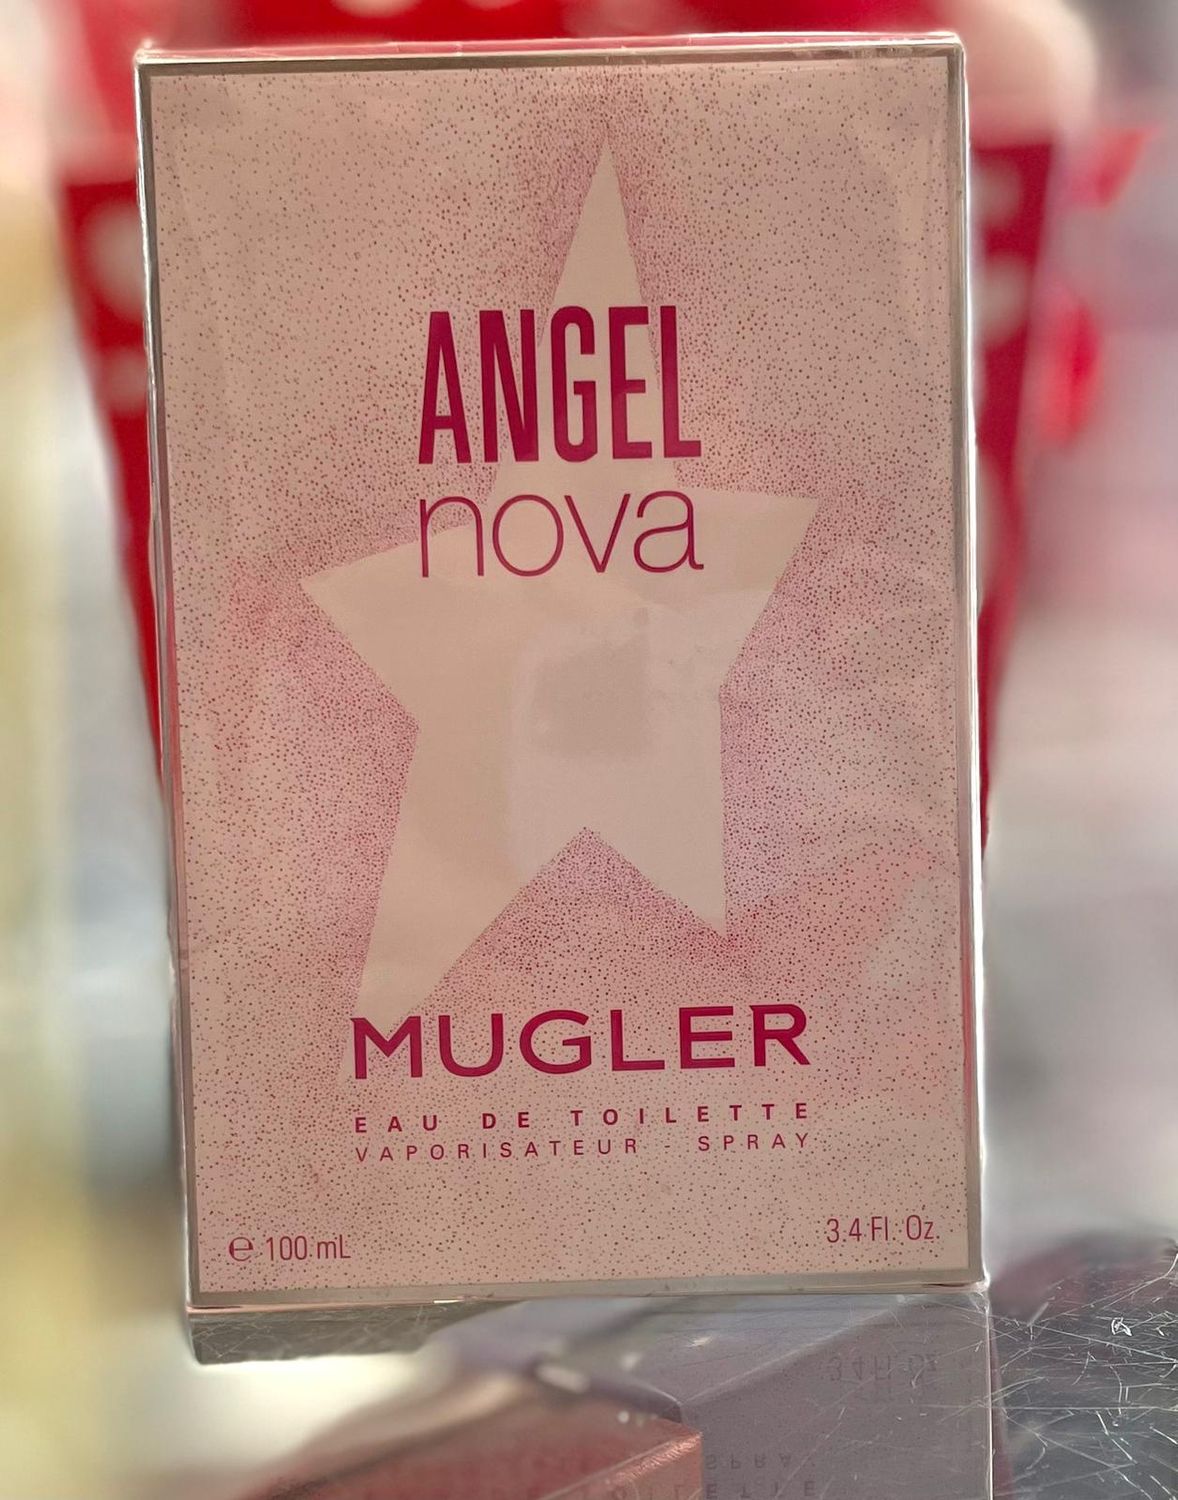 ANGEL
nova
MUGLER
EAU DE TOILETTE
VAPORISATEUR - SPRAY
e 100 mL
3.4 Fl. Oz.